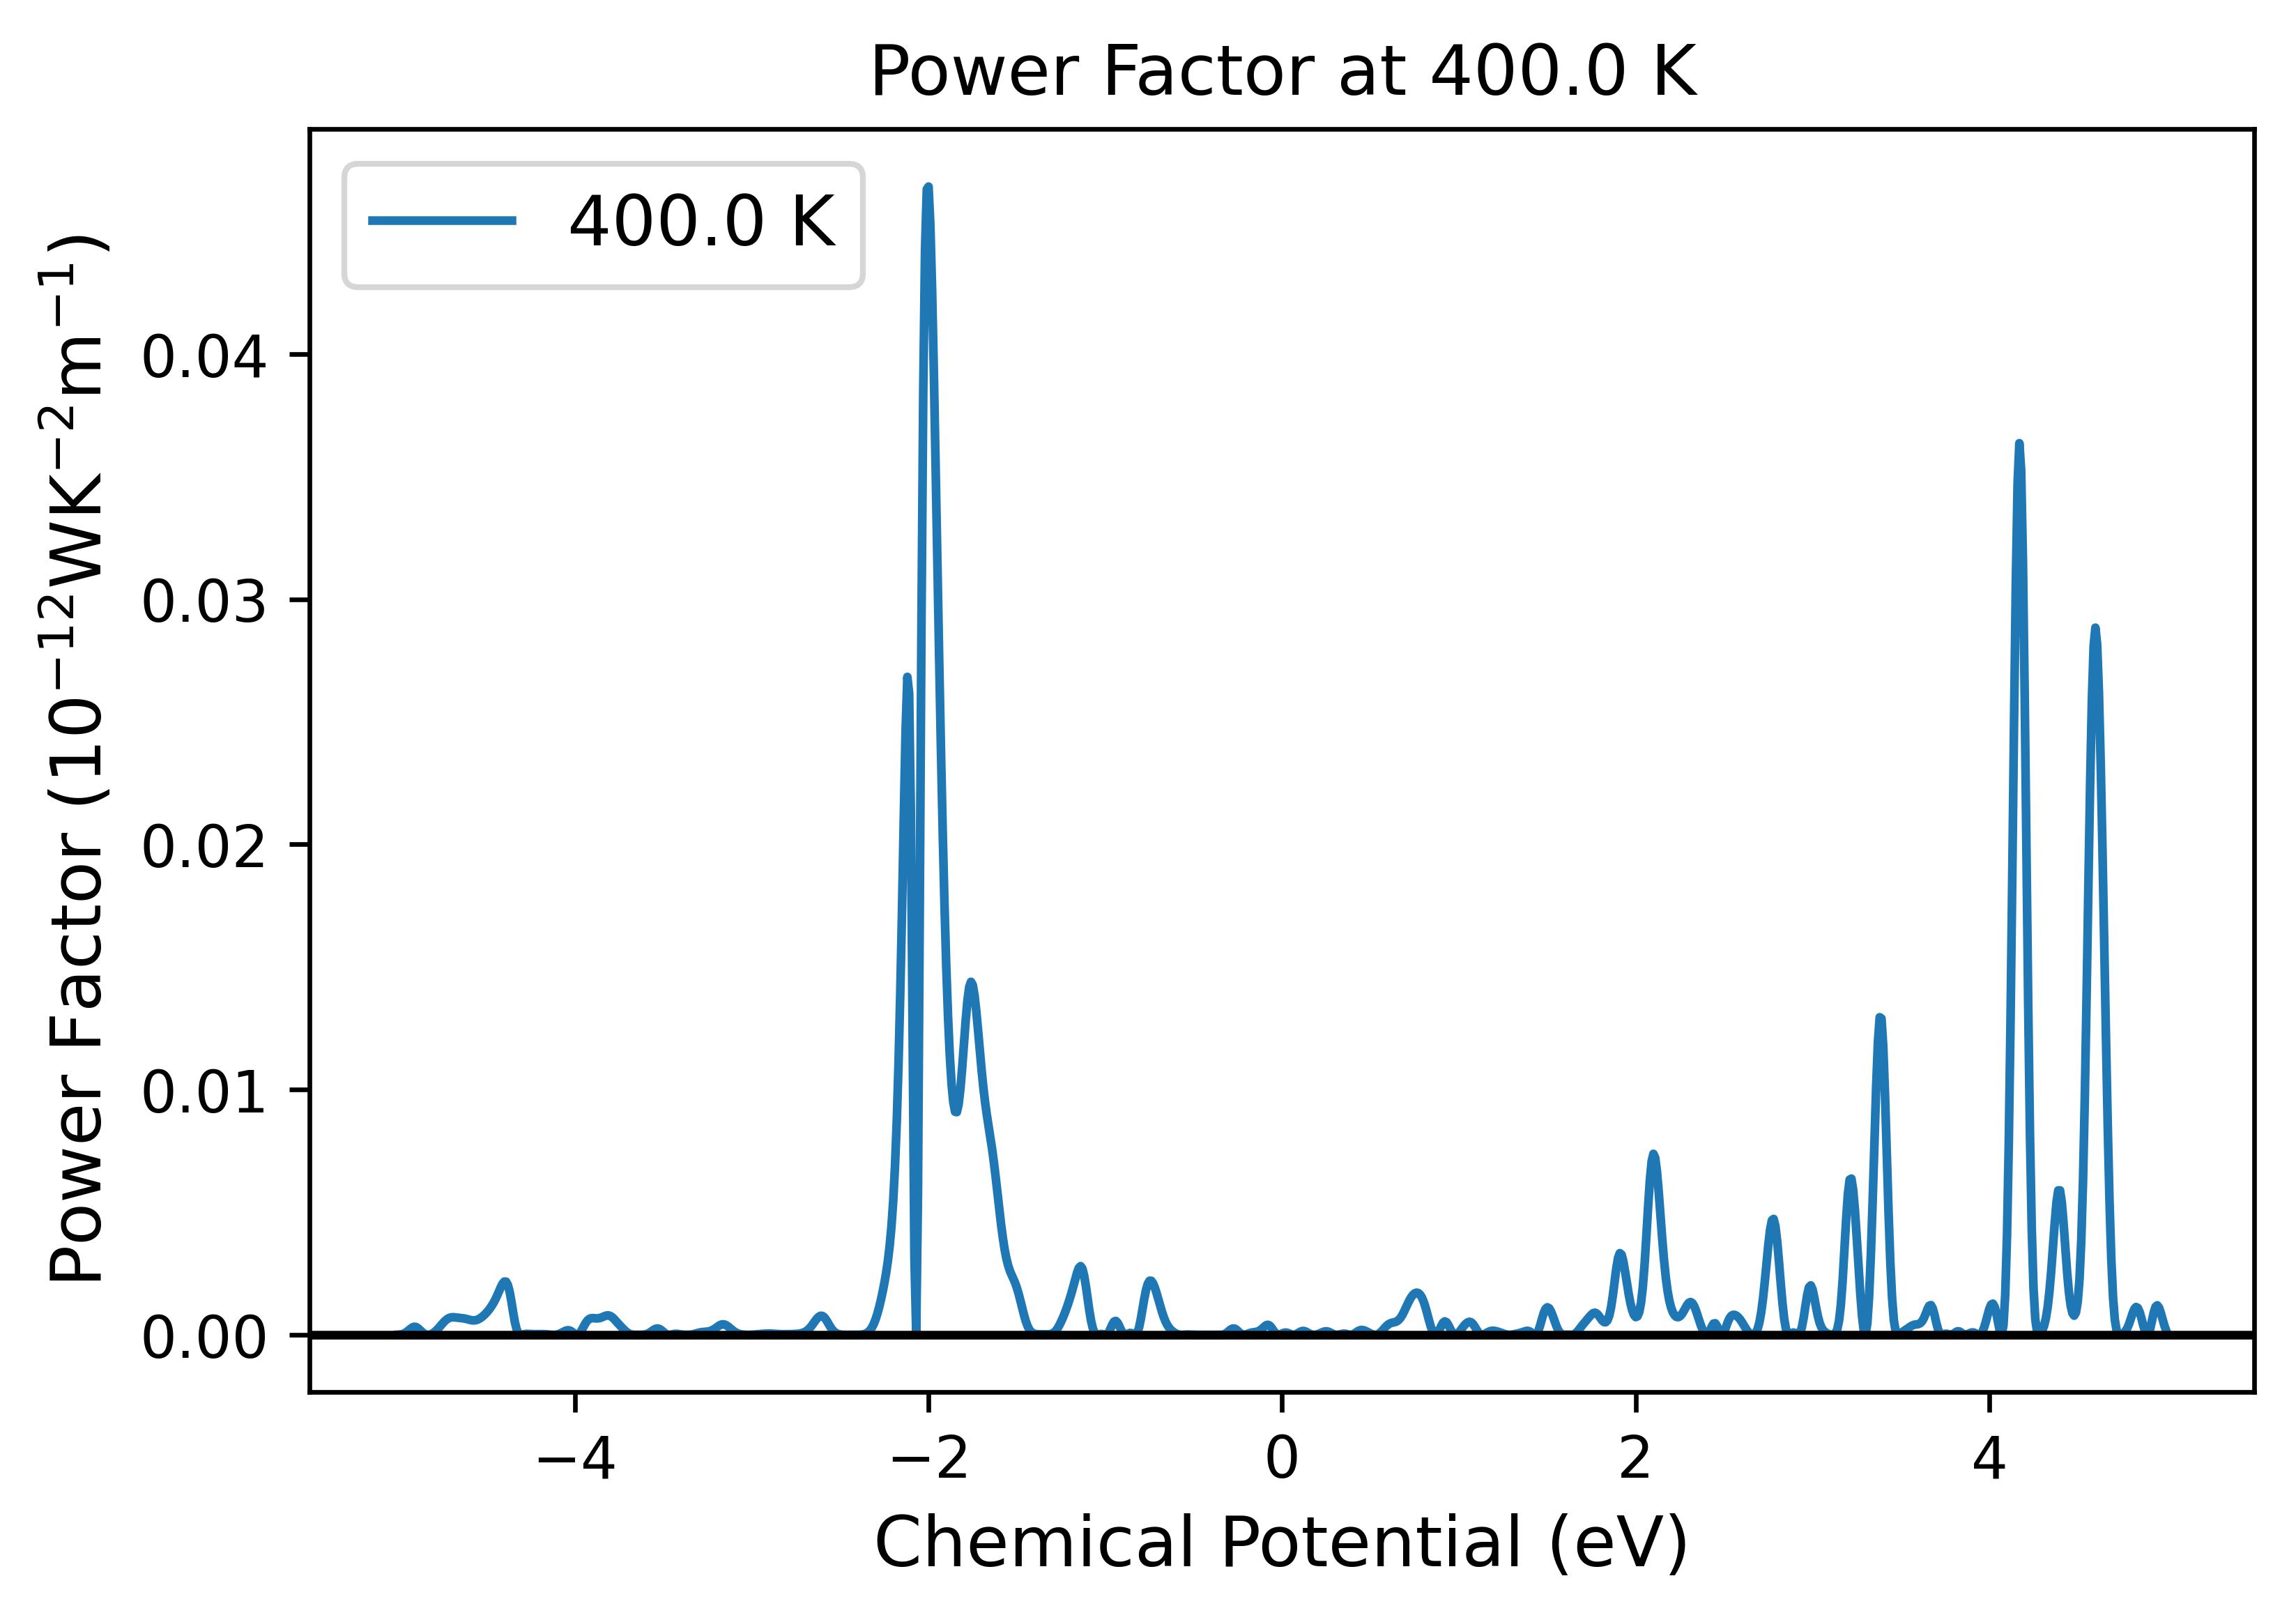 Power Factor at 400.0 K
400.0 K
Power Factor (10⁻¹²WK⁻²m⁻¹)
0.04
0.03
0.02
0.01
0.00
−4 −2 0 2 4
Chemical Potential (eV)